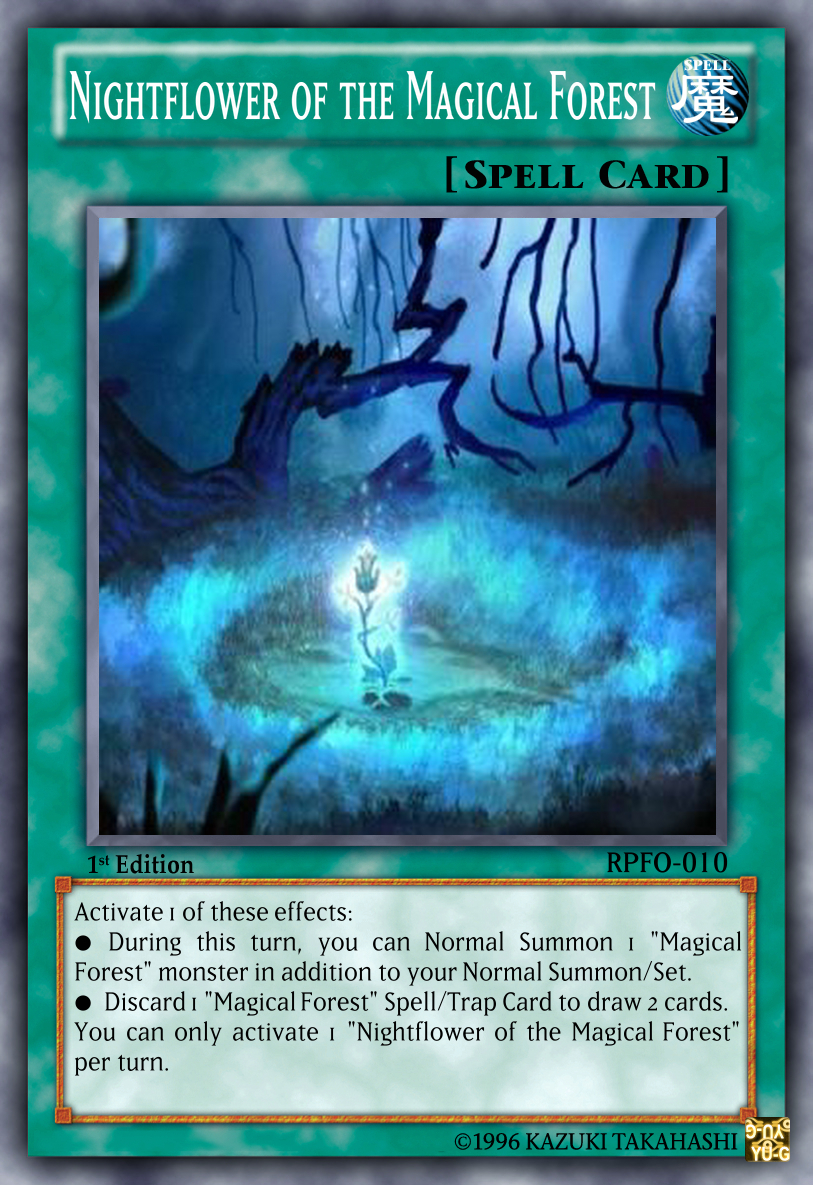 NIGHTFLOWER OF THE MAGICAL FOREST
SPELL
魔
[SPELL CARD]
1st Edition
RPFO-010
Activate 1 of these effects:
● During this turn, you can Normal Summon 1 "Magical
Forest" monster in addition to your Normal Summon/Set.
● Discard 1 "Magical Forest" Spell/Trap Card to draw 2 cards.
You can only activate 1 "Nightflower of the Magical Forest"
per turn.
©1996 KAZUKI TAKAHASHI
YU-G